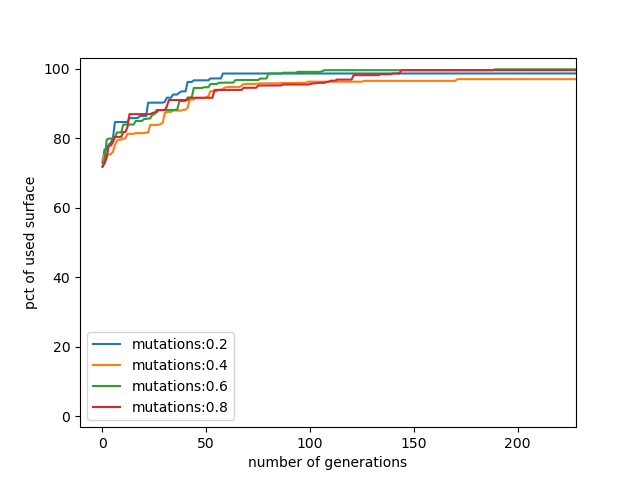 100
80
60
40
20
0
pct of used surface
mutations:0.2
mutations:0.4
mutations:0.6
mutations:0.8
0 50 100 150 200
number of generations